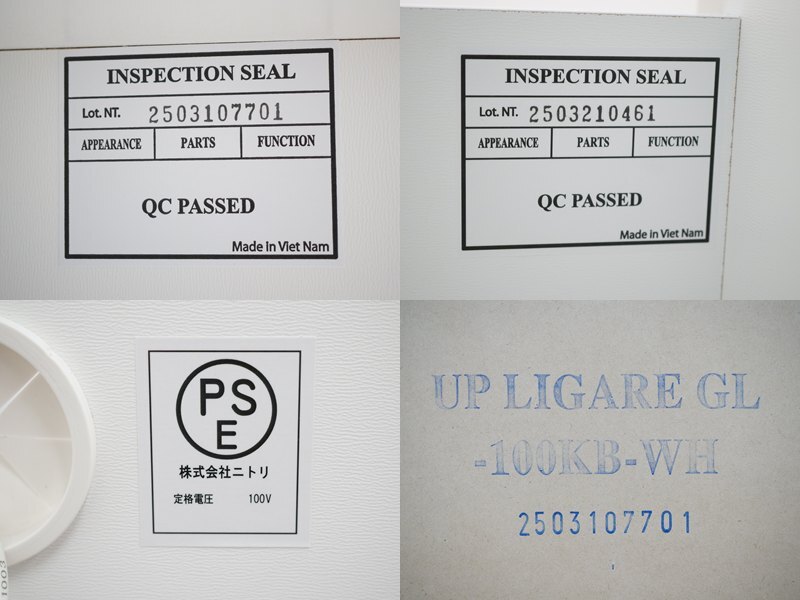 INSPECTION SEAL
Lot. NT. 2503107701
APPEARANCE PARTS FUNCTION
QC PASSED
Made in Viet Nam
INSPECTION SEAL
Lot. NT. 2503210461
APPEARANCE PARTS FUNCTION
QC PASSED
Made in Viet Nam
PS
E
株式会社ニトリ
定格電圧 100V
1003
UP LIGARE GL
-100KB-WH
2503107701